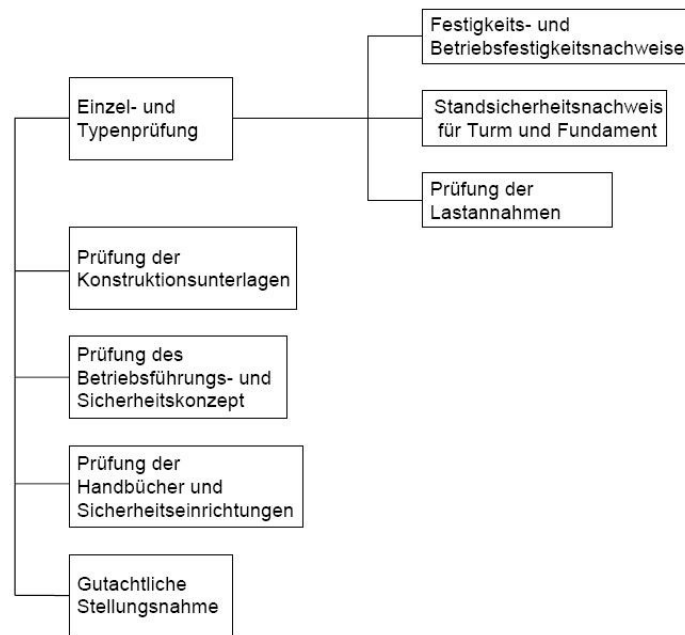 Festigkeits- und
Betriebsfestigkeitsnachweise
Einzel- und
Typenprüfung
Standsicherheitsnachweis
für Turm und Fundament
Prüfung der
Lastannahmen
Prüfung der
Konstruktionsunterlagen
Prüfung des
Betriebsführungs- und
Sicherheitskonzept
Prüfung der
Handbücher und
Sicherheitseinrichtungen
Gutachtliche
Stellungsnahme